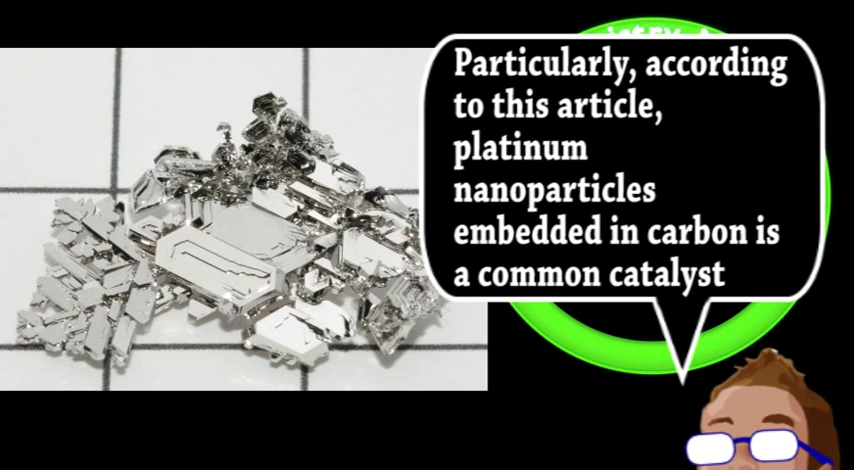 Particularly, according
to this article,
platinum
nanoparticles
embedded in carbon is
a common catalyst